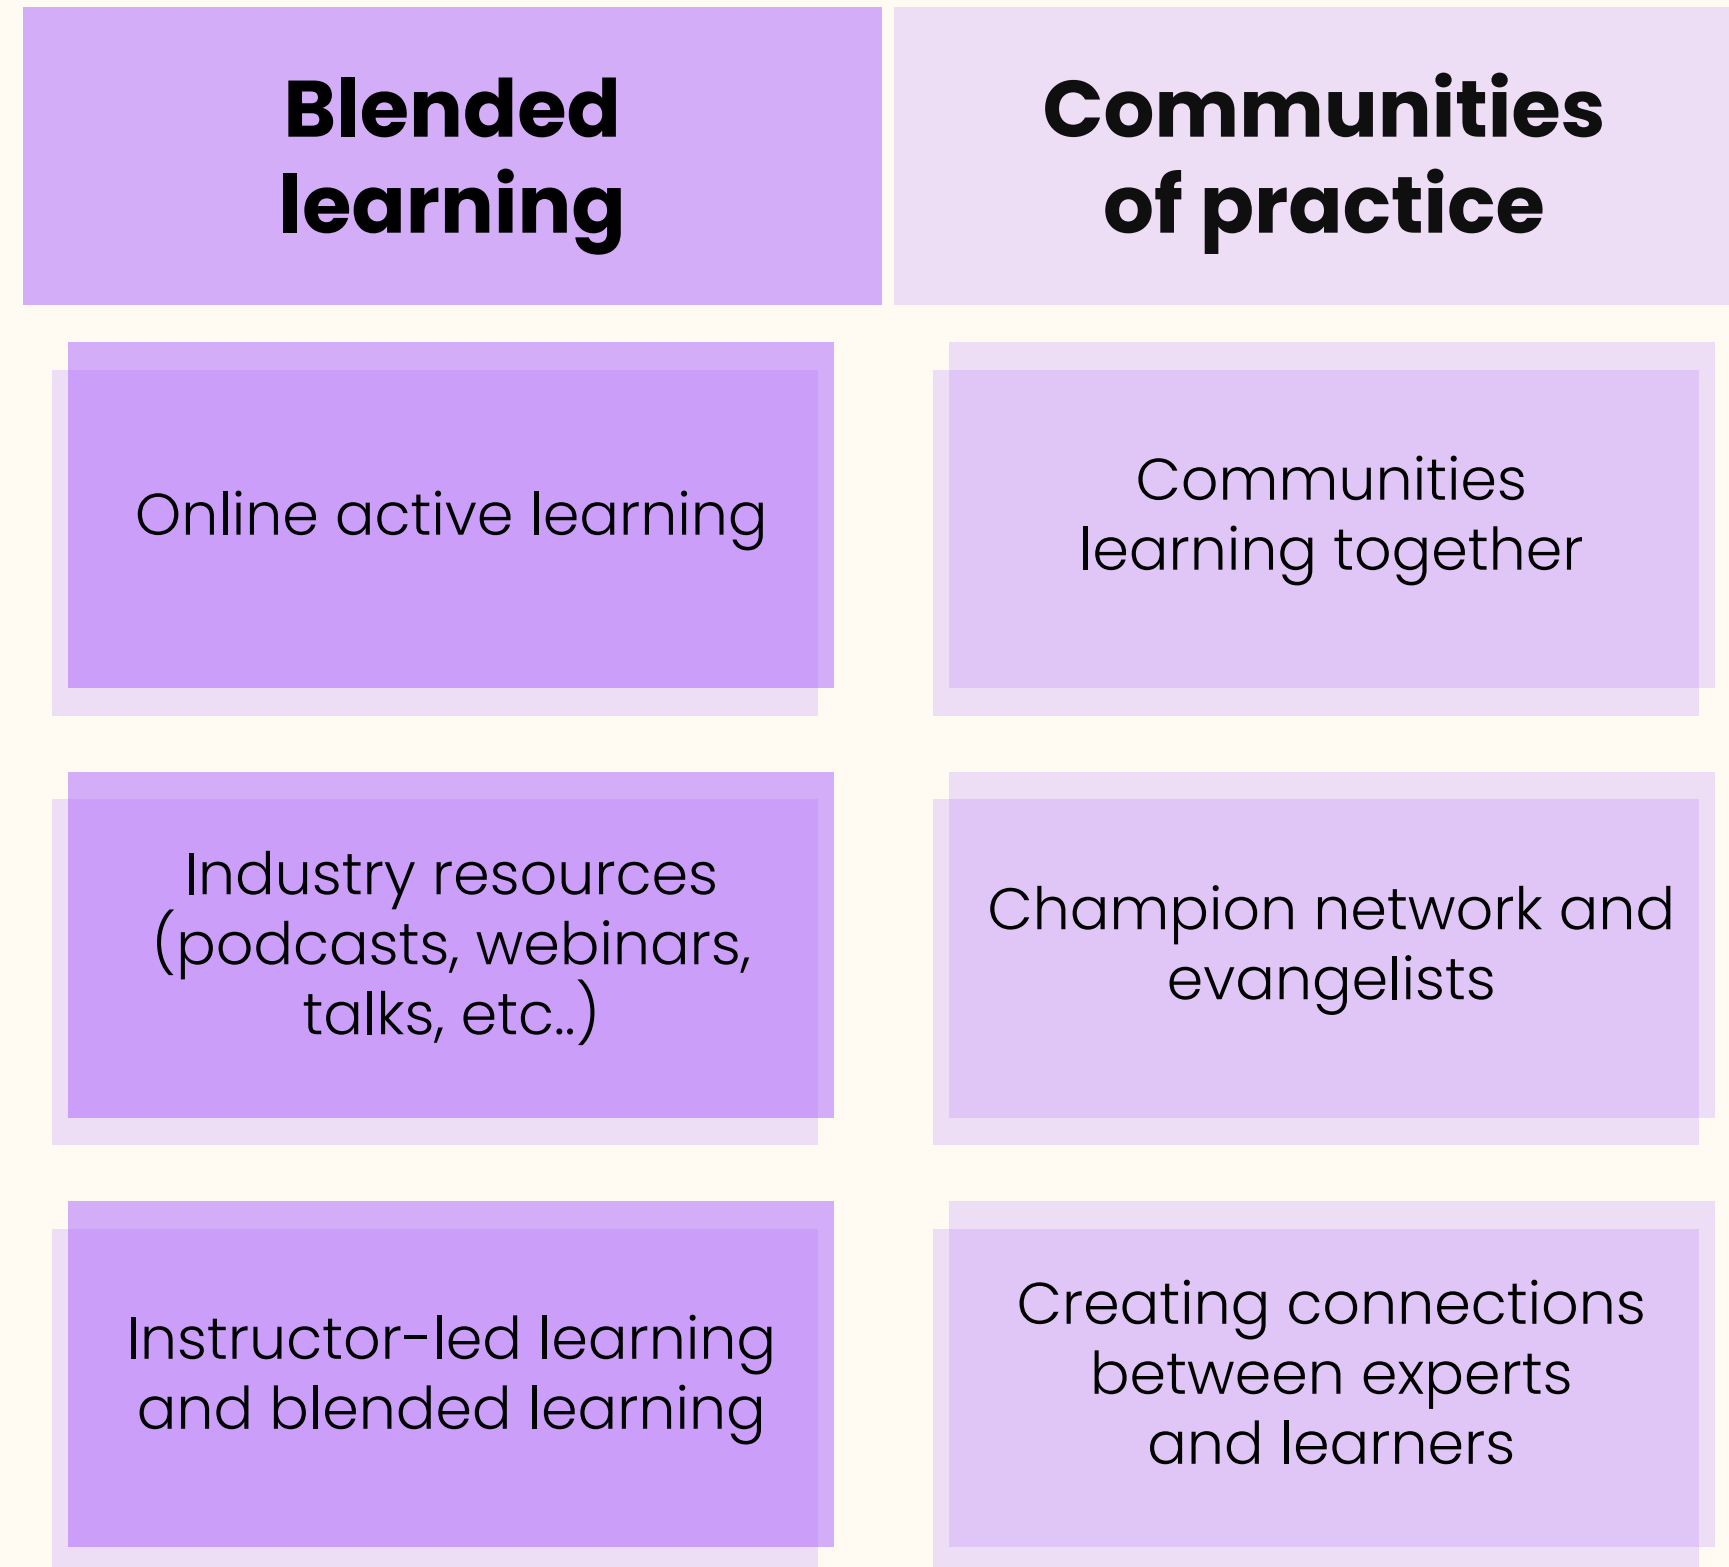 Blended
learning
Communities
of practice
Online active learning
Communities
learning together
Industry resources
(podcasts, webinars,
talks, etc..)
Champion network and
evangelists
Instructor-led learning
and blended learning
Creating connections
between experts
and learners